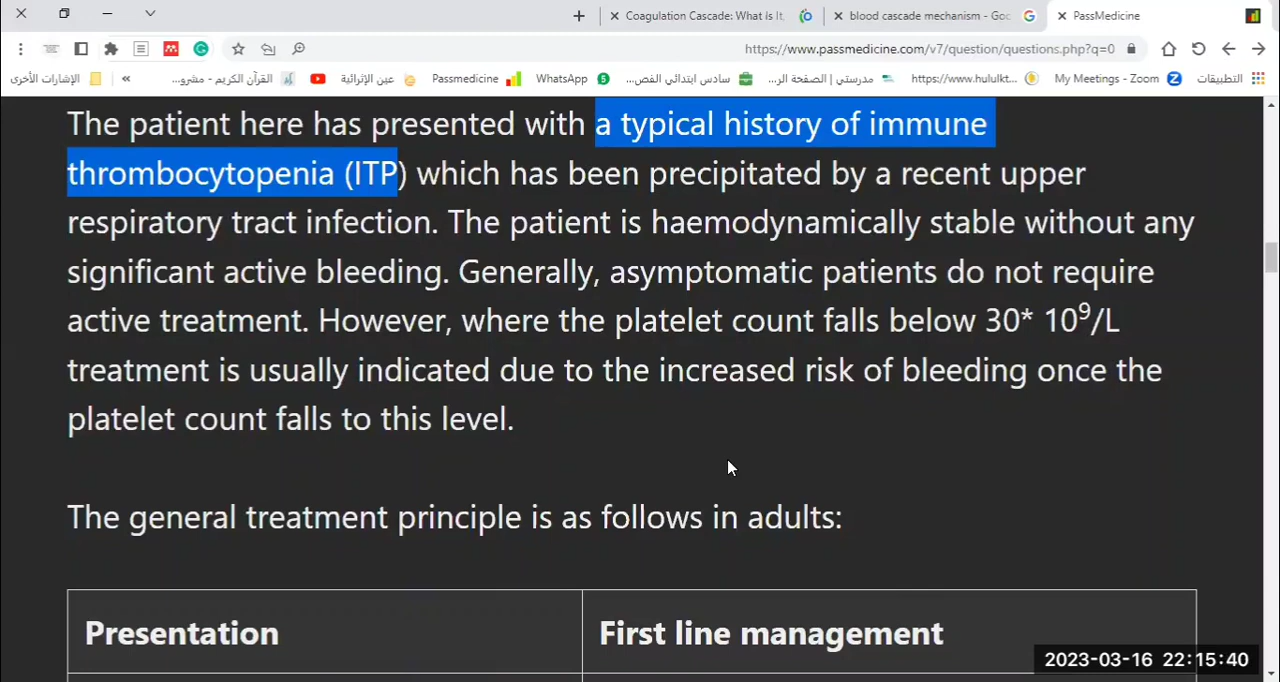 Coagulation Cascade: What is It,
blood cascade mechanism - Goo
PassMedicine
https://www.passmedicine.com/v7/question/questions.php?q=0
التطبيقات
My Meetings - Zoom
https://www.hululkt...
مدرستي | الصفحة الر...
سادس ابتدائي الفص...
WhatsApp
Passmedicine
عين الإثرائية
القرآن الكريم - مشرو...
»
الإشارات الأخرى
The patient here has presented with a typical history of immune
thrombocytopenia (ITP) which has been precipitated by a recent upper
respiratory tract infection. The patient is haemodynamically stable without any
significant active bleeding. Generally, asymptomatic patients do not require
active treatment. However, where the platelet count falls below 30* 10⁹/L
treatment is usually indicated due to the increased risk of bleeding once the
platelet count falls to this level.
The general treatment principle is as follows in adults:
Presentation
First line management
2023-03-16 22:15:40